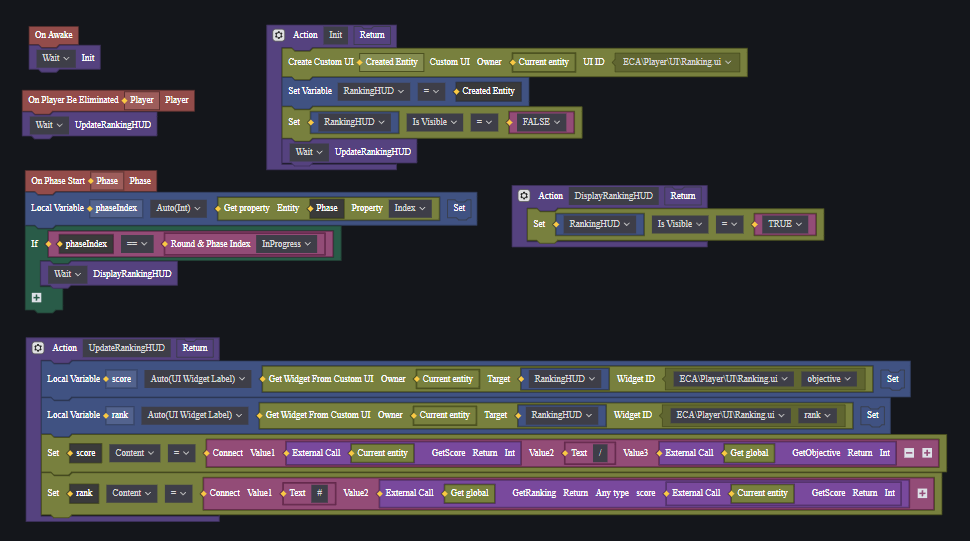 On Awake
Wait Init
On Player Be Eliminated Player Player
Wait UpdateRankingHUD
Action Init Return
Create Custom UI Created Entity Custom UI Owner Current entity UI ID ECA\Player\UI\Ranking.ui
Set Variable RankingHUD = Created Entity
Set RankingHUD Is Visible = FALSE
Wait UpdateRankingHUD
On Phase Start Phase Phase
Local Variable phaseIndex Auto(Int) Get property Entity Phase Property Index Set
If phaseIndex == Round & Phase Index InProgress
Wait DisplayRankingHUD
Action DisplayRankingHUD Return
Set RankingHUD Is Visible = TRUE
Action UpdateRankingHUD Return
Local Variable score Auto(UI Widget Label) Get Widget From Custom UI Owner Current entity Target RankingHUD Widget ID ECA\Player\UI\Ranking.ui objective Set
Local Variable rank Auto(UI Widget Label) Get Widget From Custom UI Owner Current entity Target RankingHUD Widget ID ECA\Player\UI\Ranking.ui rank Set
Set score Content = Connect Value1 External Call Current entity GetScore Return Int Value2 Text / Value3 External Call Get global GetObjective Return Int
Set rank Content = Connect Value1 Text # Value2 External Call Get global GetRanking Return Any type score External Call Current entity GetScore Return Int